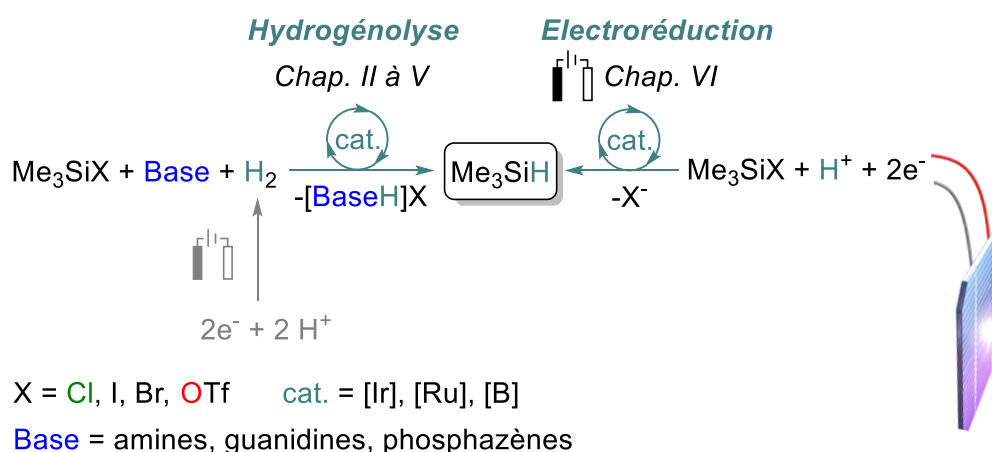 Hydrogénolyse
Electroréduction
Chap. II à V
Chap. VI
cat.
cat.
Me₃SiX + Base + H₂
Me₃SiH
Me₃SiX + H⁺ + 2e⁻
-[BaseH]X
-X⁻
2e⁻ + 2 H⁺
X = Cl, I, Br, OTf cat. = [Ir], [Ru], [B]
Base = amines, guanidines, phosphazènes